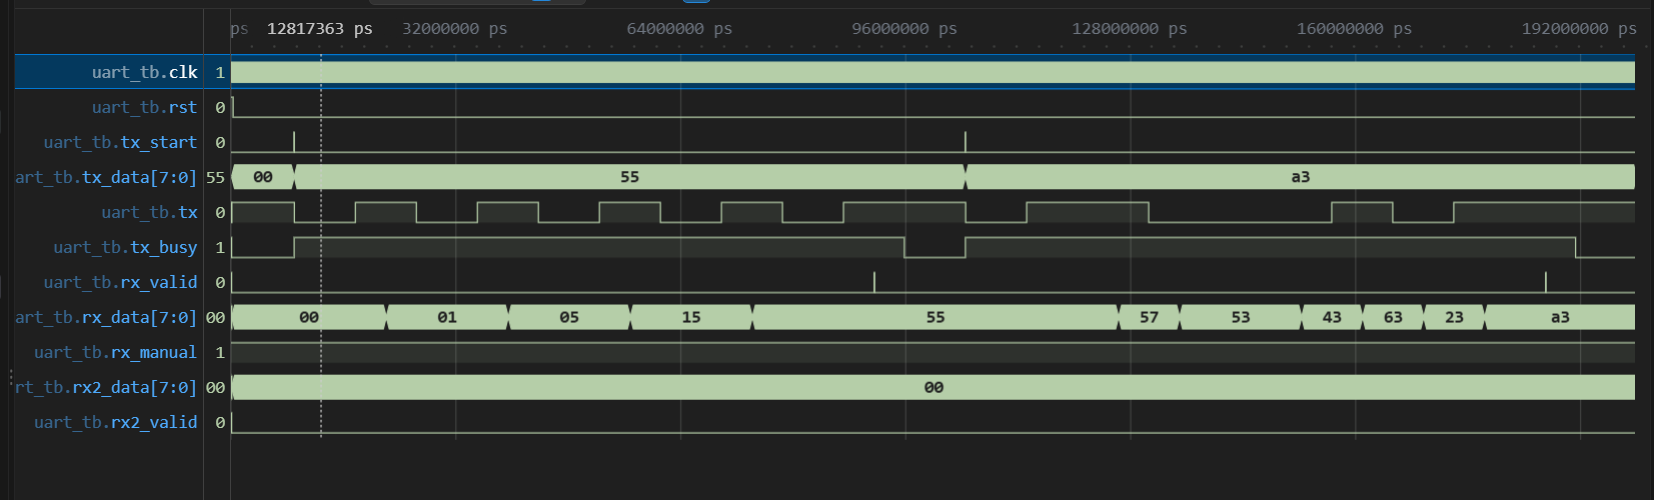 ps 12817363 ps 32000000 ps 64000000 ps 96000000 ps 128000000 ps 160000000 ps 192000000 ps
uart_tb.clk 1
uart_tb.rst 0
uart_tb.tx_start 0
art_tb.tx_data[7:0] 55 00 55 a3
uart_tb.tx 0
uart_tb.tx_busy 1
uart_tb.rx_valid 0
art_tb.rx_data[7:0] 00 00 01 05 15 55 57 53 43 63 23 a3
uart_tb.rx_manual 1
rt_tb.rx2_data[7:0] 00 00
uart_tb.rx2_valid 0